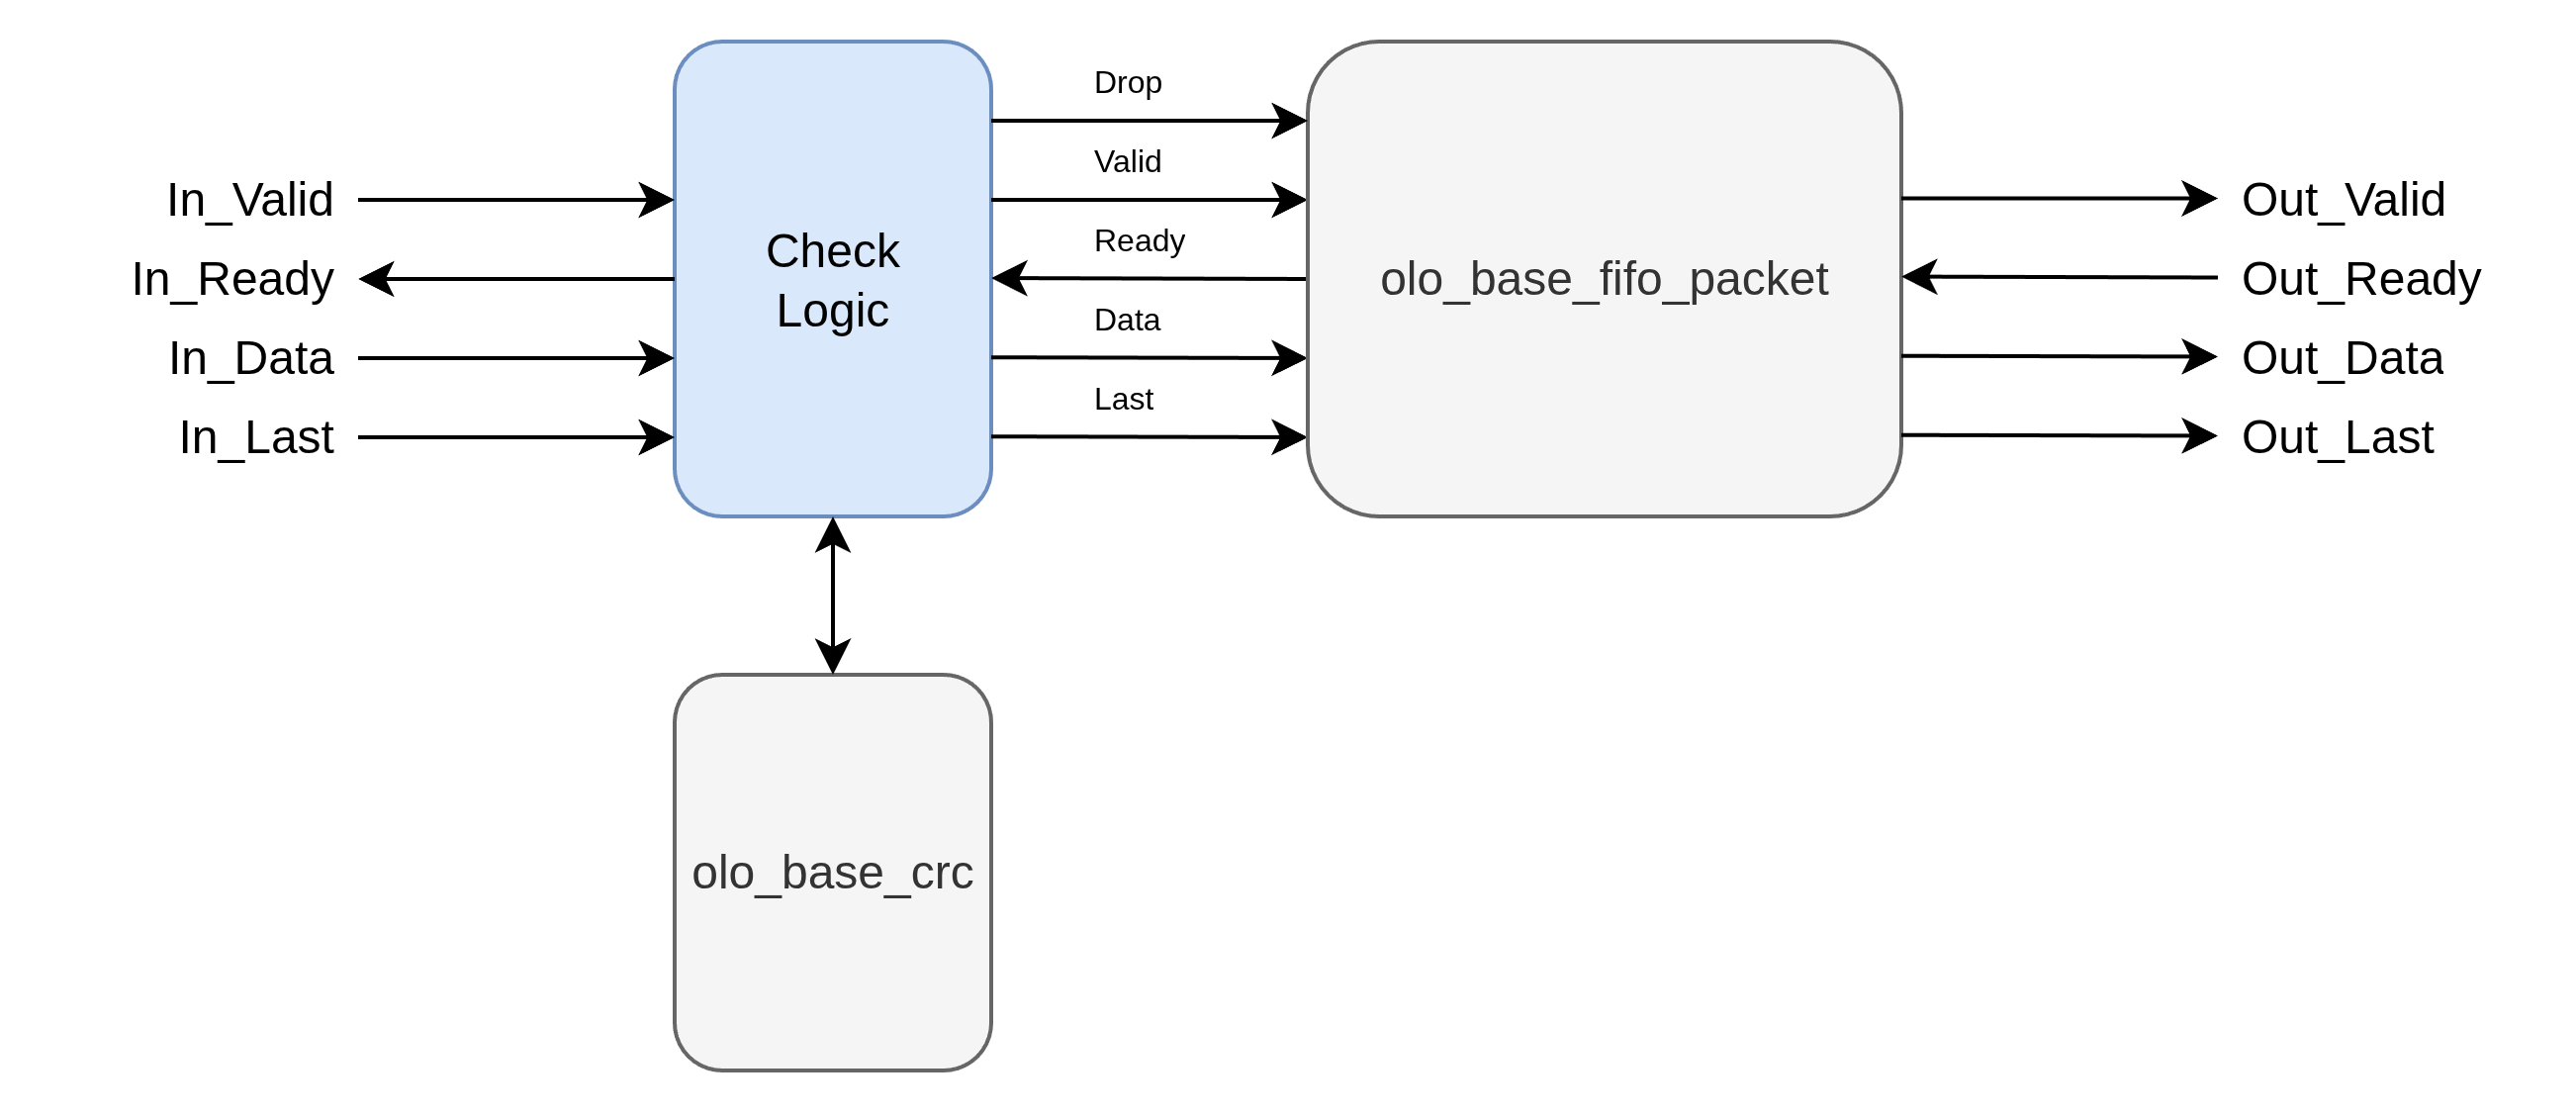 In_Valid
In_Ready
In_Data
In_Last
Check
Logic
Drop
Valid
Ready
Data
Last
olo_base_fifo_packet
Out_Valid
Out_Ready
Out_Data
Out_Last
olo_base_crc